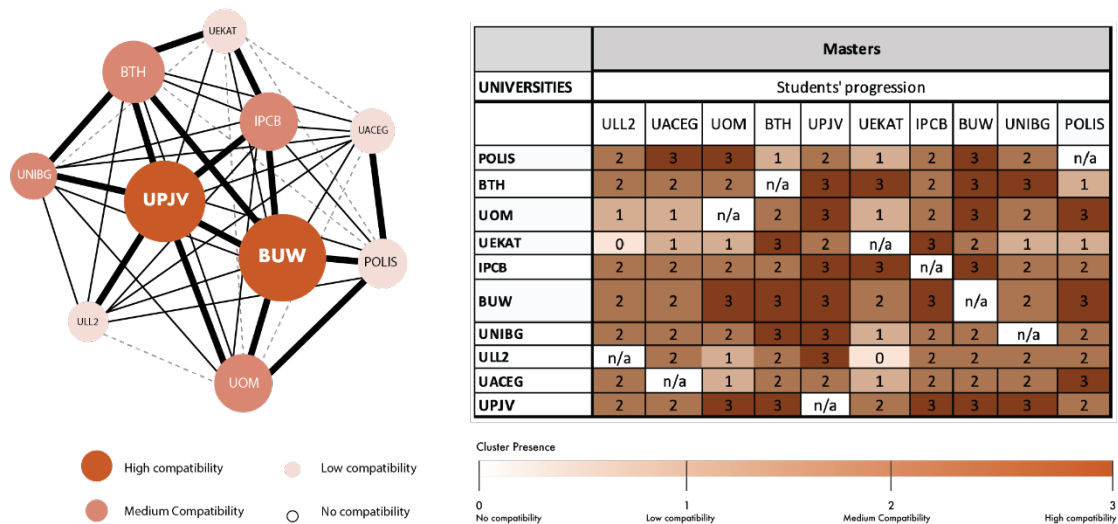 UEKAT
BTH
IPCB
UACEG
UNIBG
UPJV
BUW
POLIS
ULL2
UOM
High compatibility
Low compatibility
Medium Compatibility
No compatibility
Masters
UNIVERSITIES Students' progression
ULL2 UACEG UOM BTH UPJV UEKAT IPCB BUW UNIBG POLIS
POLIS 2 3 3 1 2 1 2 3 2 n/a
BTH 2 2 2 n/a 3 3 2 3 3 1
UOM 1 1 n/a 2 3 1 2 3 2 3
UEKAT 0 1 1 3 2 n/a 3 2 1 1
IPCB 2 2 2 2 3 3 n/a 3 2 2
BUW 2 2 3 3 3 2 3 n/a 2 3
UNIBG 2 2 2 3 3 1 2 2 n/a 2
ULL2 n/a 2 1 2 3 0 2 2 2 2
UACEG 2 n/a 1 2 2 1 2 2 2 3
UPJV 2 2 3 3 n/a 2 3 3 3 2
Cluster Presence
0 1 2 3
No compatibility Low compatibility Medium Compatibility High compatibility